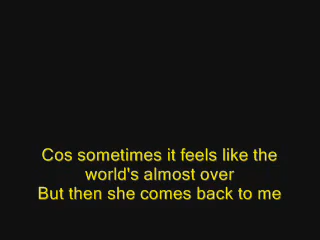 Cos sometimes it feels like the
world's almost over
But then she comes back to me